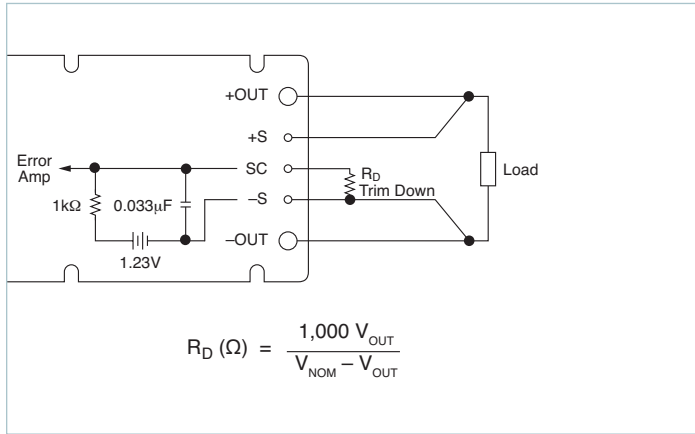 +OUT
+S
Error
Amp
SC
R_D
Trim Down
Load
1kΩ
0.033μF
–S
–OUT
1.23V
R_D (Ω) = 1,000 V_OUT / V_NOM – V_OUT